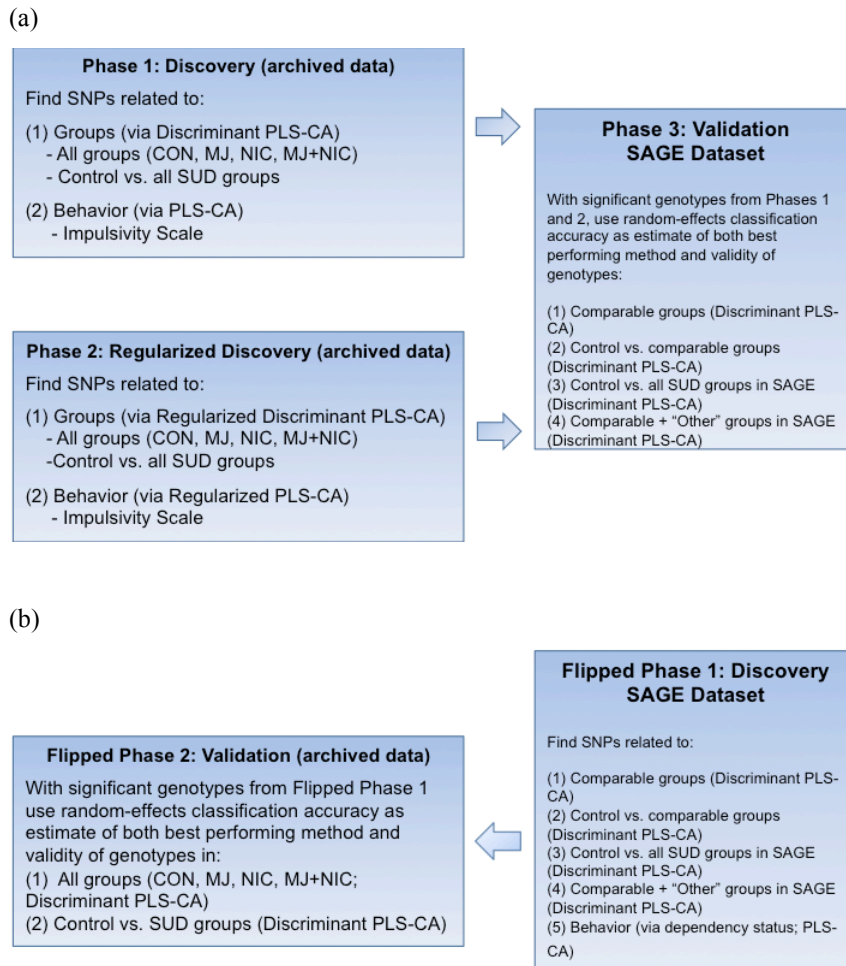 (a)
Phase 1: Discovery (archived data)
Find SNPs related to:
(1) Groups (via Discriminant PLS-CA)
- All groups (CON, MJ, NIC, MJ+NIC)
- Control vs. all SUD groups
(2) Behavior (via PLS-CA)
- Impulsivity Scale
Phase 2: Regularized Discovery (archived data)
Find SNPs related to:
(1) Groups (via Regularized Discriminant PLS-CA)
- All groups (CON, MJ, NIC, MJ+NIC)
-Control vs. all SUD groups
(2) Behavior (via Regularized PLS-CA)
- Impulsivity Scale
Phase 3: Validation
SAGE Dataset
With significant genotypes from Phases 1
and 2, use random-effects classification
accuracy as estimate of both best
performing method and validity of
genotypes:
(1) Comparable groups (Discriminant PLS-
CA)
(2) Control vs. comparable groups
(Discriminant PLS-CA)
(3) Control vs. all SUD groups in SAGE
(Discriminant PLS-CA)
(4) Comparable + “Other” groups in SAGE
(Discriminant PLS-CA)
(b)
Flipped Phase 2: Validation (archived data)
With significant genotypes from Flipped Phase 1
use random-effects classification accuracy as
estimate of both best performing method and
validity of genotypes in:
(1) All groups (CON, MJ, NIC, MJ+NIC;
Discriminant PLS-CA)
(2) Control vs. SUD groups (Discriminant PLS-CA)
Flipped Phase 1: Discovery
SAGE Dataset
Find SNPs related to:
(1) Comparable groups (Discriminant PLS-
CA)
(2) Control vs. comparable groups
(Discriminant PLS-CA)
(3) Control vs. all SUD groups in SAGE
(Discriminant PLS-CA)
(4) Comparable + “Other” groups in SAGE
(Discriminant PLS-CA)
(5) Behavior (via dependency status; PLS-
CA)